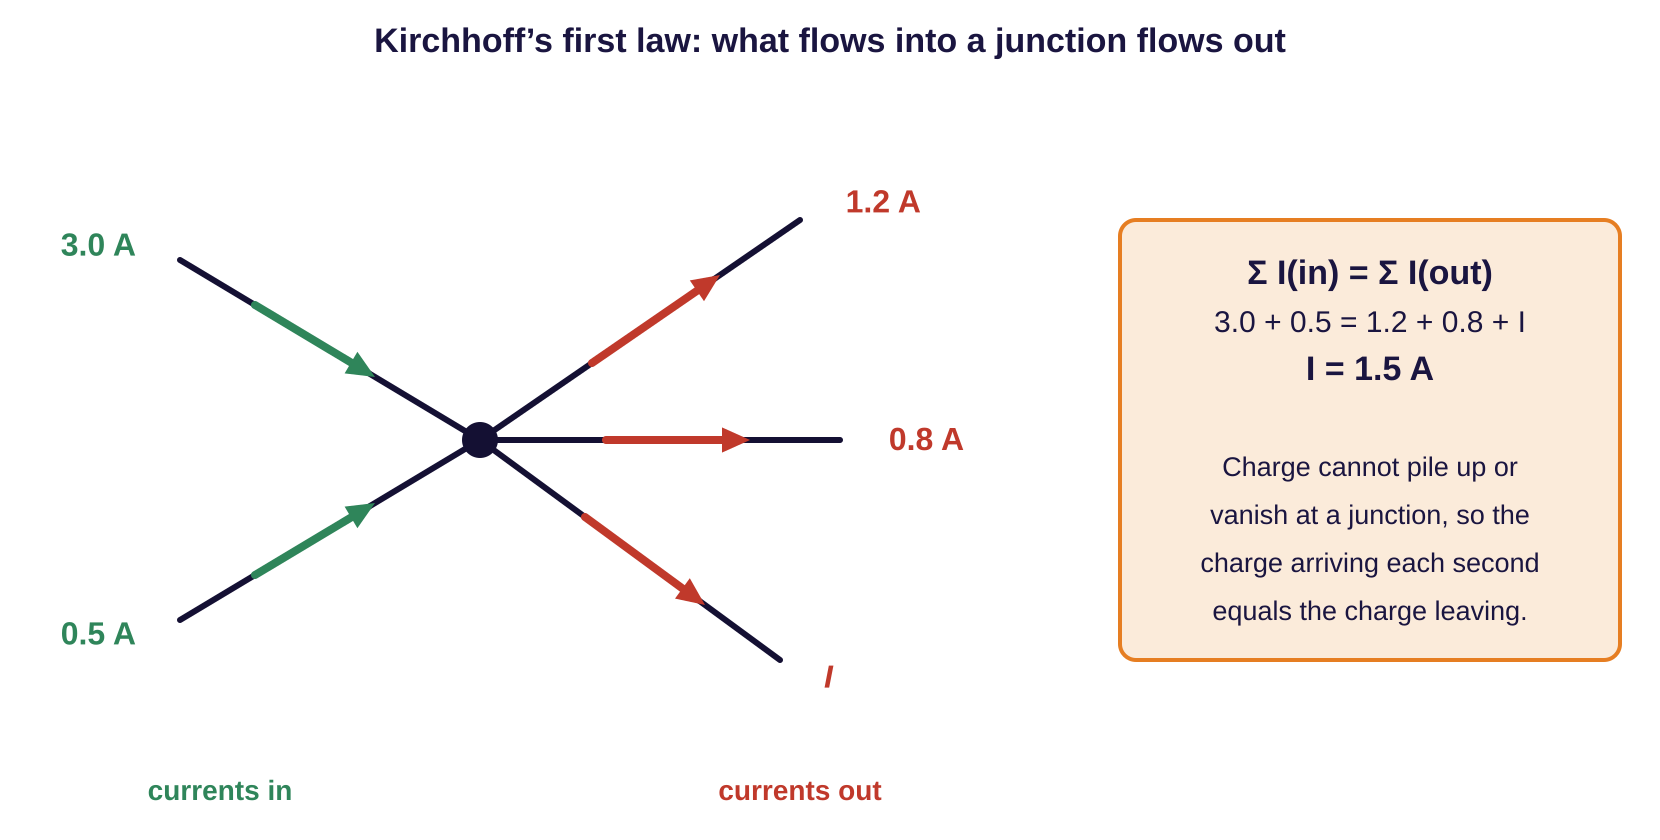 Kirchhoff’s first law: what flows into a junction flows out
3.0 A
0.5 A
1.2 A
0.8 A
I
currents in
currents out
Σ I(in) = Σ I(out)
3.0 + 0.5 = 1.2 + 0.8 + I
I = 1.5 A
Charge cannot pile up or
vanish at a junction, so the
charge arriving each second
equals the charge leaving.